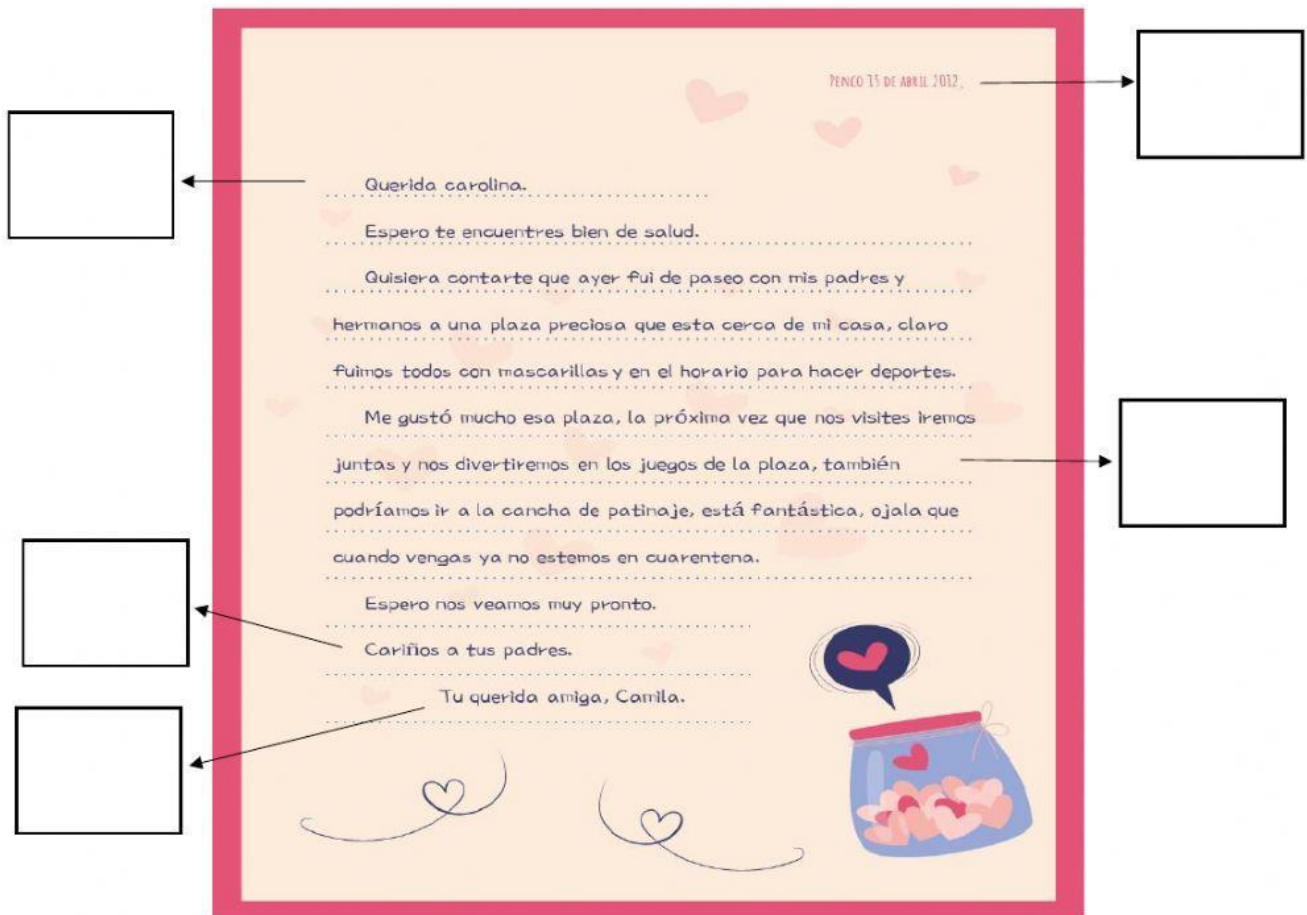 PENCO 15 DE ABRIL 2012,
Querida carolina.
Espero te encuentres bien de salud.
Quisiera contarte que ayer fui de paseo con mis padres y
hermanos a una plaza preciosa que esta cerca de mi casa, claro
fuimos todos con mascarillas y en el horario para hacer deportes.
Me gustó mucho esa plaza, la próxima vez que nos visites iremos
juntas y nos divertiremos en los juegos de la plaza, también
podríamos ir a la cancha de patinaje, está fantástica, ojala que
cuando vengas ya no estemos en cuarentena.
Espero nos veamos muy pronto.
Cariños a tus padres.
Tu querida amiga, Camila.